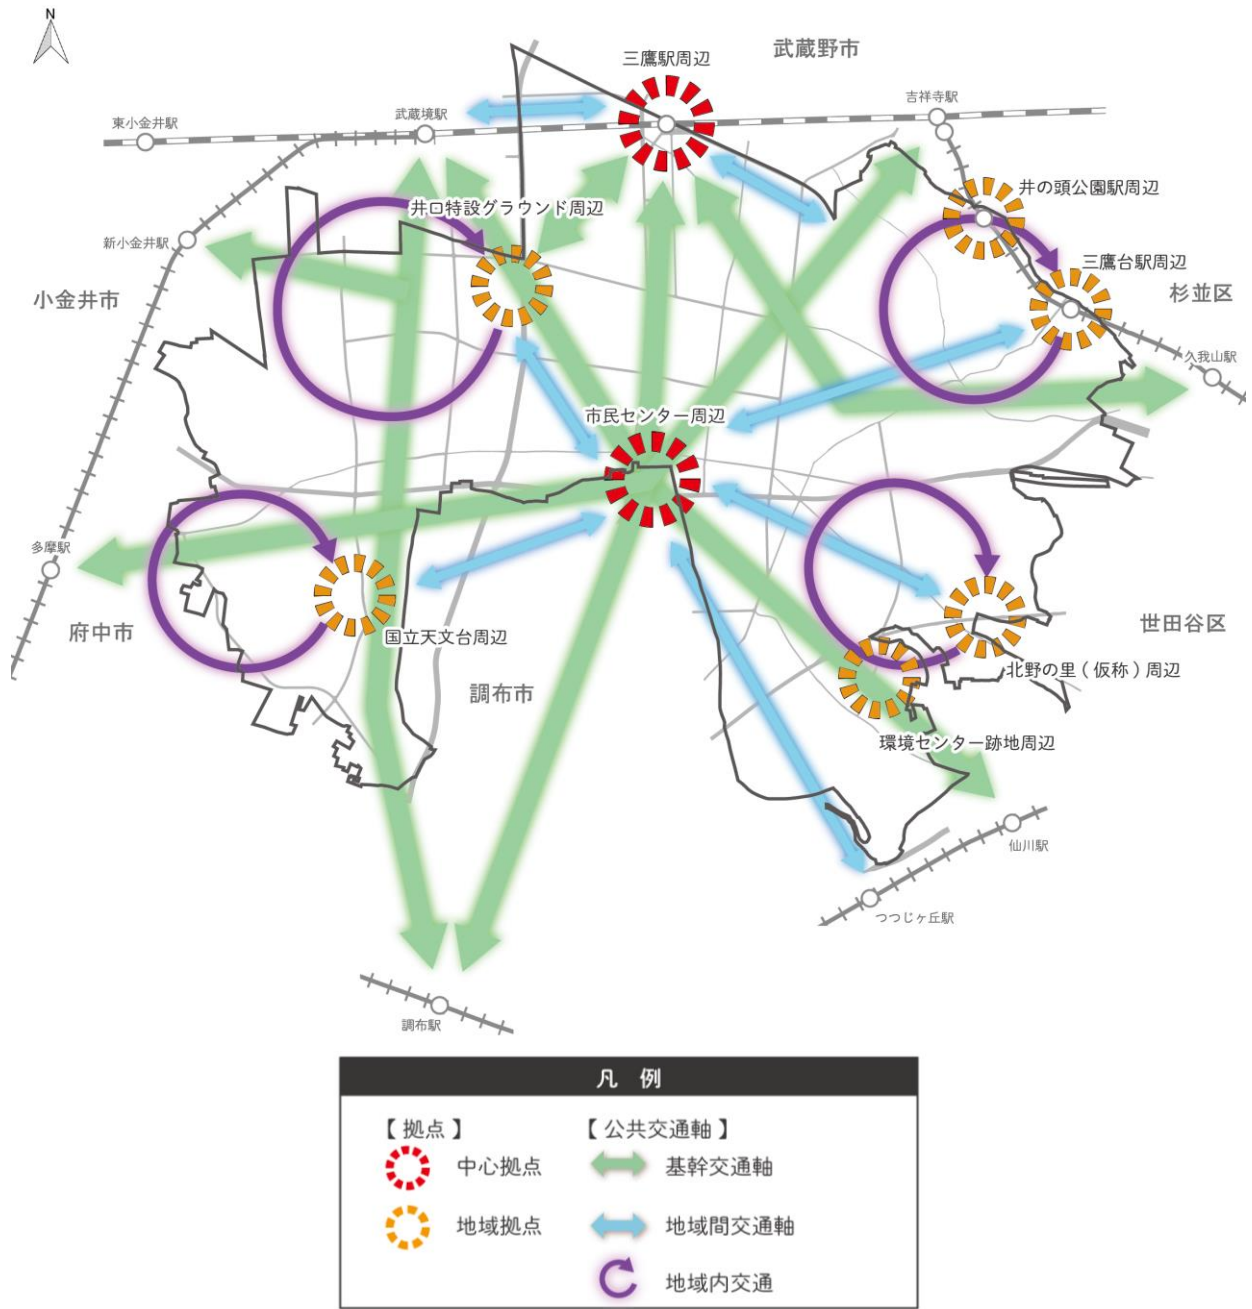 N
三鷹駅周辺
武蔵野市
吉祥寺駅
武蔵境駅
東小金井駅
井の頭公園駅周辺
井口特設グラウンド周辺
新小金井駅
三鷹台駅周辺
小金井市
杉並区
久我山駅
市民センター周辺
多摩駅
府中市
国立天文台周辺
世田谷区
調布市
北野の里(仮称)周辺
環境センター跡地周辺
仙川駅
つつじヶ丘駅
調布駅
凡 例
【拠点】
中心拠点
地域拠点
【公共交通軸】
基幹交通軸
地域間交通軸
地域内交通